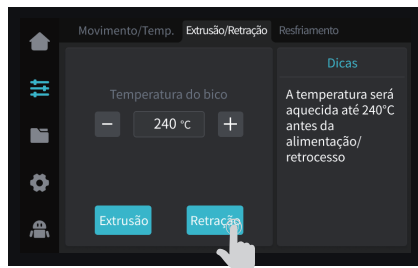 Movimento/Temp. Extrusão/Retração Resfriamento
Temperatura do bico
240 °C
Extrusão Retração
Dicas
A temperatura será
aquecida até 240°C
antes da
alimentação/
retrocesso